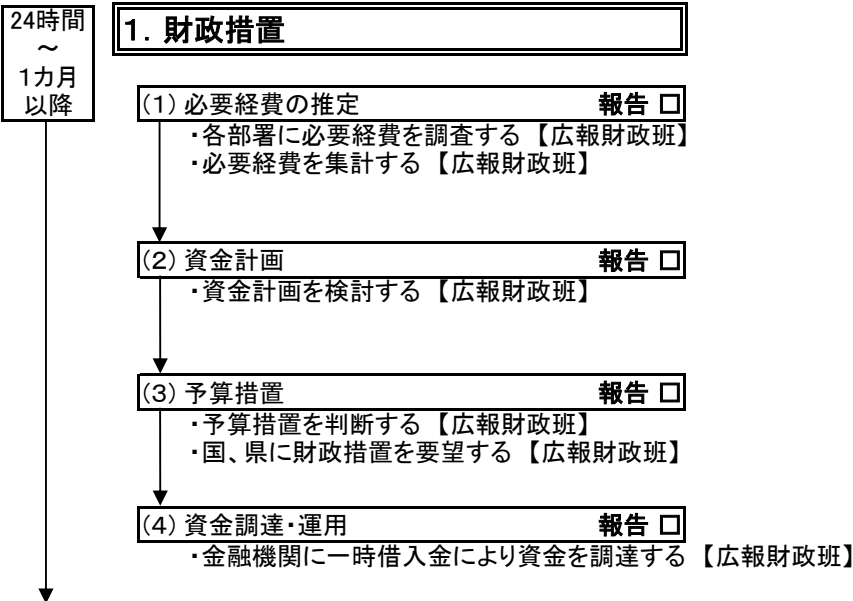 24時間
～
1カ月
以降
1．財政措置
(1) 必要経費の推定 報告 □
・各部署に必要経費を調査する 【広報財政班】
・必要経費を集計する 【広報財政班】
(2) 資金計画 報告 □
・資金計画を検討する 【広報財政班】
(3) 予算措置 報告 □
・予算措置を判断する 【広報財政班】
・国、県に財政措置を要望する 【広報財政班】
(4) 資金調達・運用 報告 □
・金融機関に一時借入金により資金を調達する 【広報財政班】